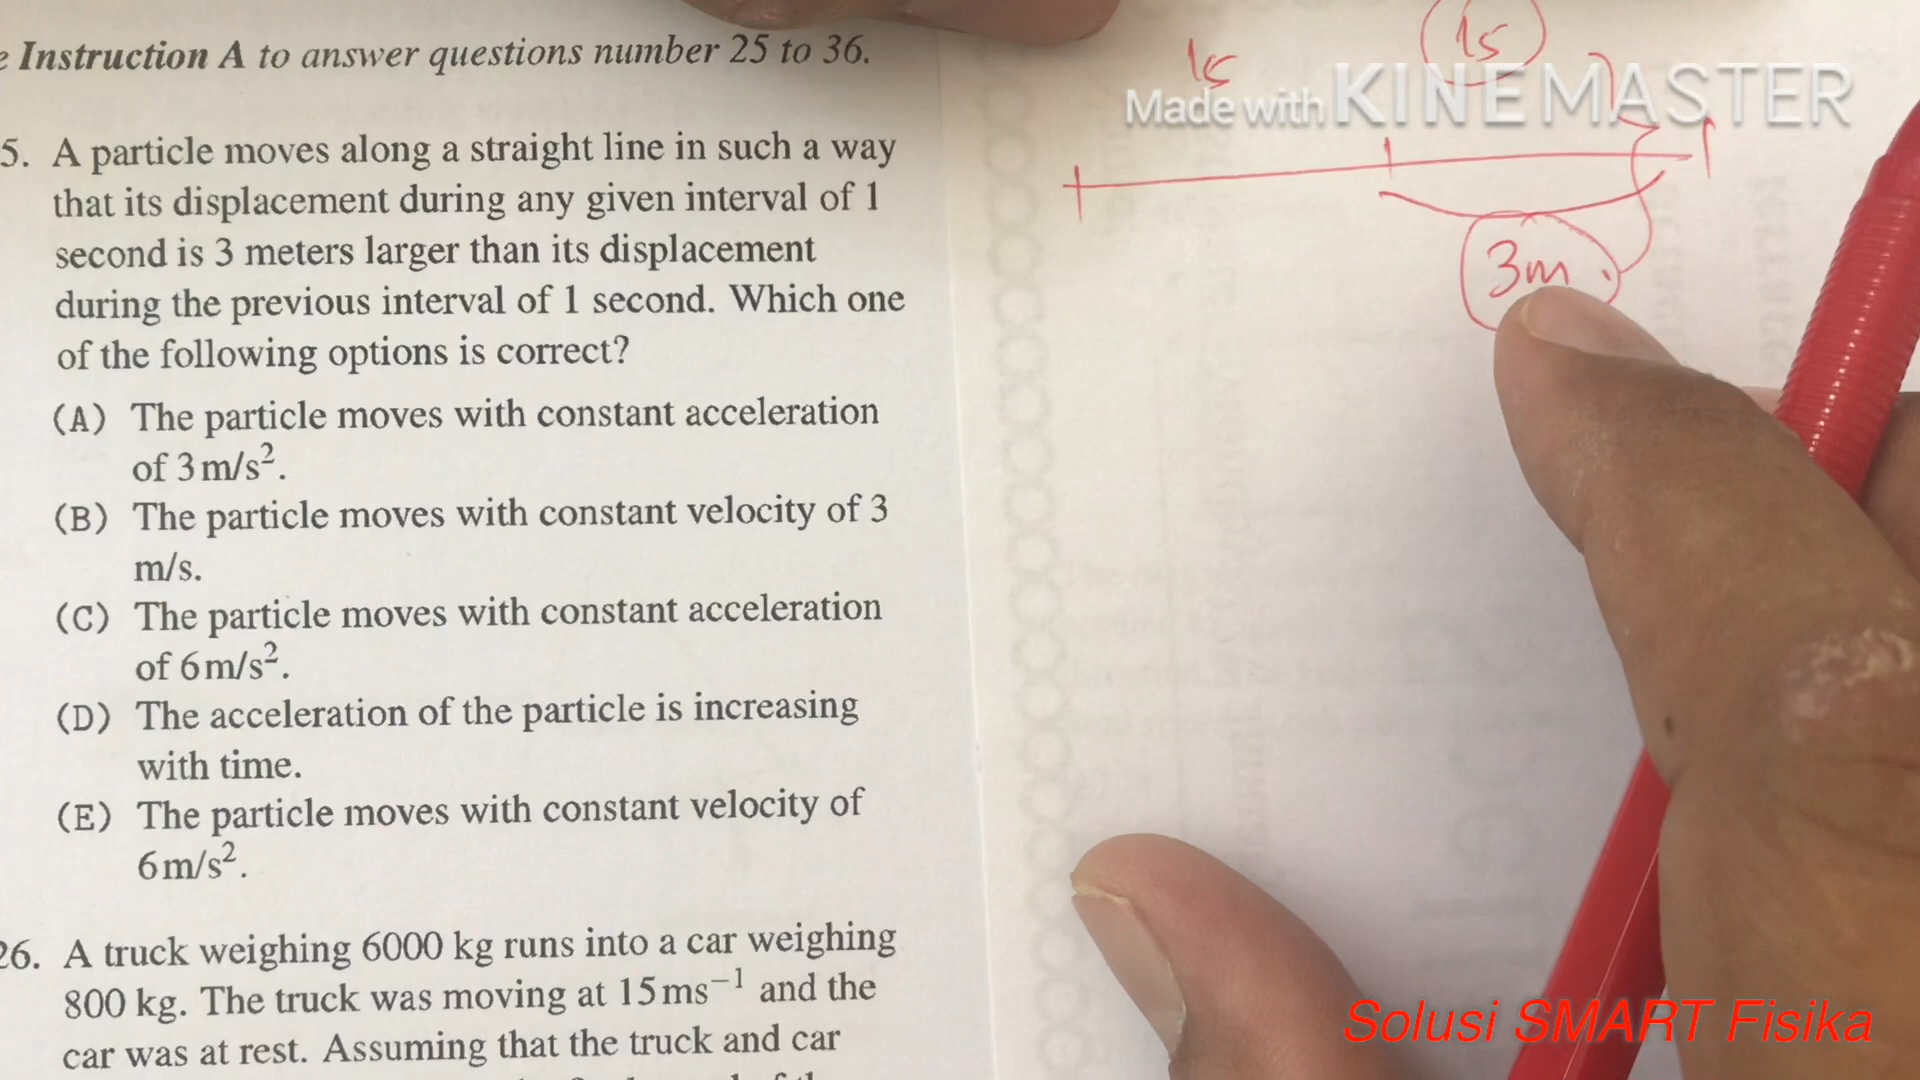 Instruction A to answer questions number 25 to 36.
5. A particle moves along a straight line in such a way
that its displacement during any given interval of 1
second is 3 meters larger than its displacement
during the previous interval of 1 second. Which one
of the following options is correct?
(A) The particle moves with constant acceleration
of 3 m/s².
(B) The particle moves with constant velocity of 3
m/s.
(C) The particle moves with constant acceleration
of 6 m/s².
(D) The acceleration of the particle is increasing
with time.
(E) The particle moves with constant velocity of
6 m/s².
26. A truck weighing 6000 kg runs into a car weighing
800 kg. The truck was moving at 15 ms⁻¹ and the
car was at rest. Assuming that the truck and car
1s
1s
Made with KINEMASTER
3m
Solusi SMART Fisika